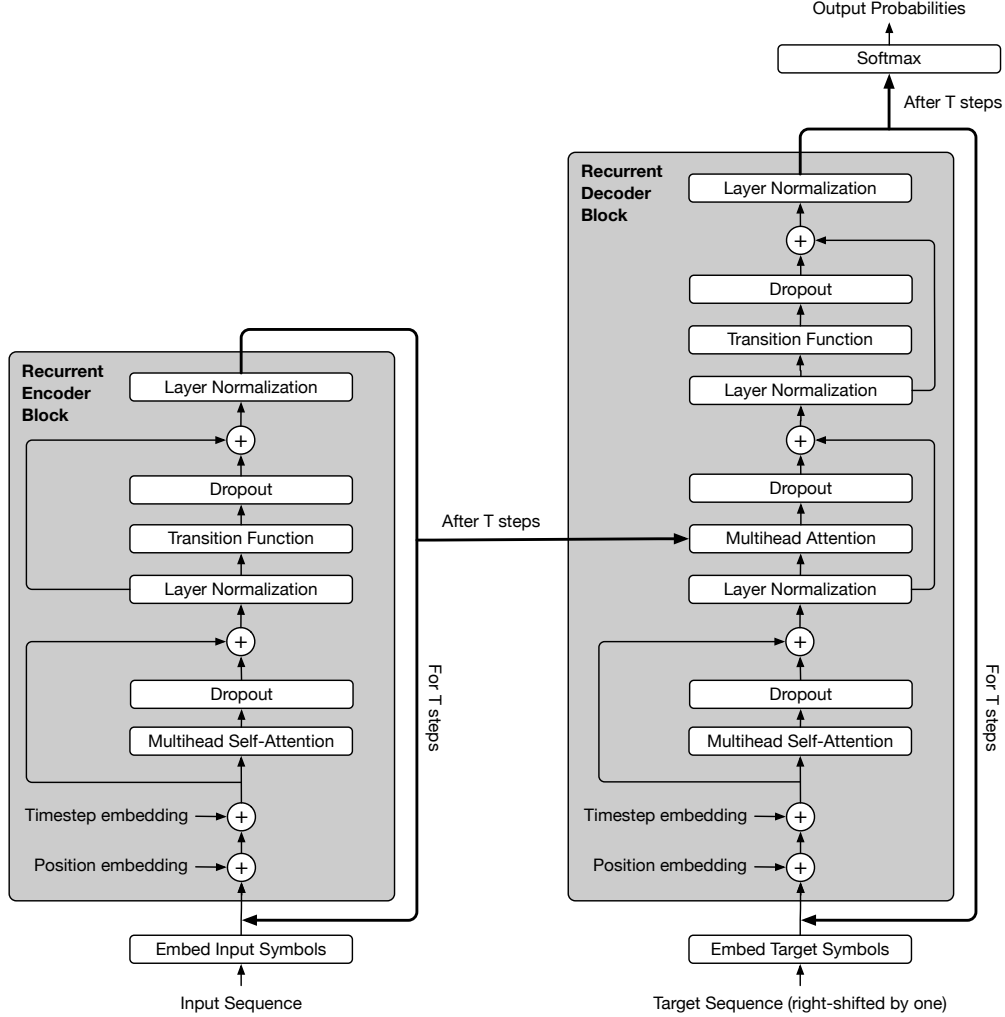 Output Probabilities
Softmax
After T steps
Recurrent
Decoder
Block
Layer Normalization
+
Dropout
Transition Function
Layer Normalization
+
Dropout
Multihead Attention
Layer Normalization
+
Dropout
Multihead Self-Attention
Timestep embedding
+
Position embedding
+
For T steps
Embed Target Symbols
Target Sequence (right-shifted by one)
After T steps
Recurrent
Encoder
Block
Layer Normalization
+
Dropout
Transition Function
Layer Normalization
+
Dropout
Multihead Self-Attention
Timestep embedding
+
Position embedding
+
For T steps
Embed Input Symbols
Input Sequence